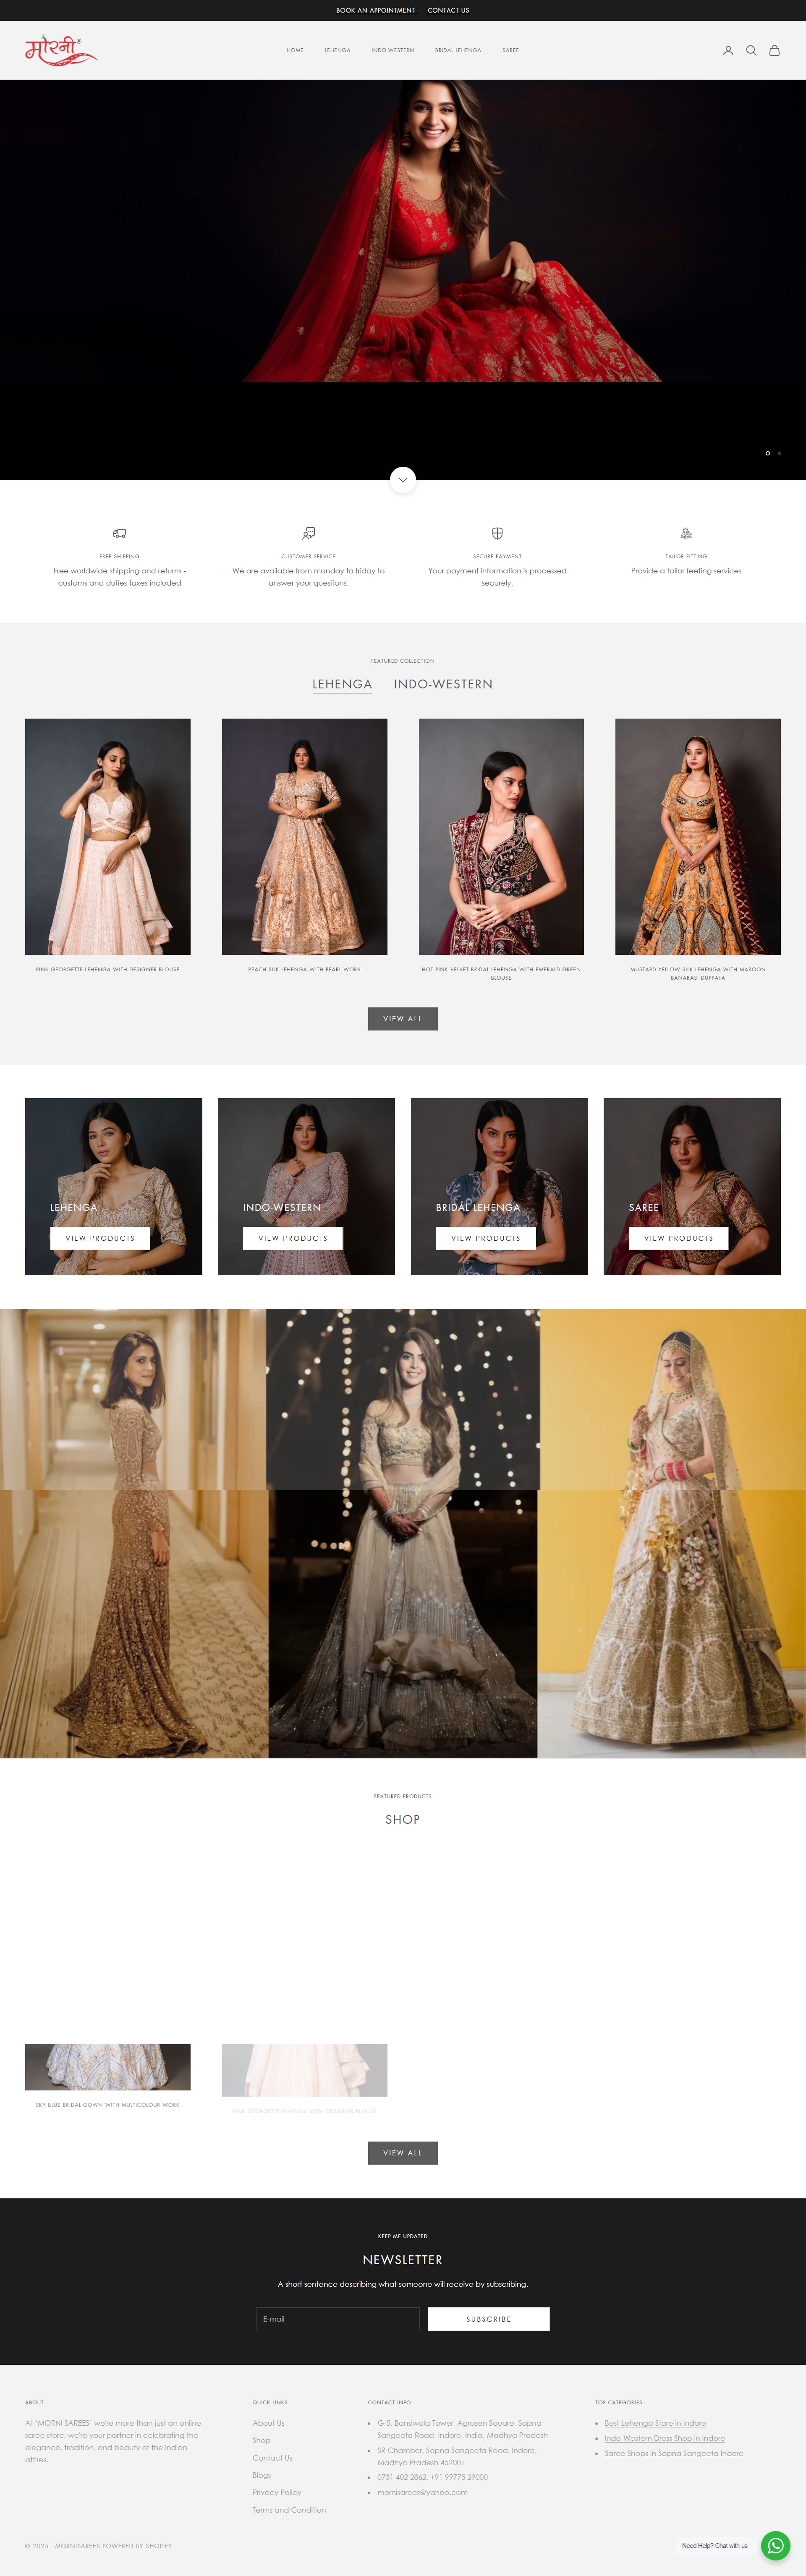 BOOK AN APPOINTMENT CONTACT US
मोरनी®
HOME LEHENGA INDO-WESTERN BRIDAL LEHENGA SAREE
FREE SHIPPING
Free worldwide shipping and returns -
customs and duties taxes included
CUSTOMER SERVICE
We are available from monday to friday to
answer your questions.
SECURE PAYMENT
Your payment information is processed
securely.
TAILOR FITTING
Provide a tailor feeting services
FEATURED COLLECTION
LEHENGA INDO-WESTERN
PINK GEORGETTE LEHENGA WITH DESIGNER BLOUSE
PEACH SILK LEHENGA WITH PEARL WORK
HOT PINK VELVET BRIDAL LEHENGA WITH EMERALD GREEN
BLOUSE
MUSTARD YELLOW SILK LEHENGA WITH MAROON
BANARASI DUPPATA
VIEW ALL
LEHENGA
VIEW PRODUCTS
INDO-WESTERN
VIEW PRODUCTS
BRIDAL LEHENGA
VIEW PRODUCTS
SAREE
VIEW PRODUCTS
FEATURED PRODUCTS
SHOP
SKY BLUE BRIDAL GOWN WITH MULTICOLOUR WORK
PINK GEORGETTE LEHENGA WITH DESIGNER BLOUSE
VIEW ALL
KEEP ME UPDATED
NEWSLETTER
A short sentence describing what someone will receive by subscribing.
E-mail
SUBSCRIBE
ABOUT
At 'MORNI SAREES' we're more than just an online
saree store; we're your partner in celebrating the
elegance, tradition, and beauty of the Indian
attires.
QUICK LINKS
About Us
Shop
Contact Us
Blogs
Privacy Policy
Terms and Condition
CONTACT INFO
G-5, Bansiwala Tower, Agrasen Square, Sapna
Sangeeta Road, Indore, India, Madhya Pradesh
SR Chamber, Sapna Sangeeta Road, Indore,
Madhya Pradesh 452001
0731 402 2862, +91 99775 29000
mornisarees@yahoo.com
TOP CATEGORIES
Best Lehenga Store in Indore
Indo-Western Dress Shop in Indore
Saree Shops in Sapna Sangeeta Indore
© 2025 - MORNISAREES POWERED BY SHOPIFY
Need Help? Chat with us